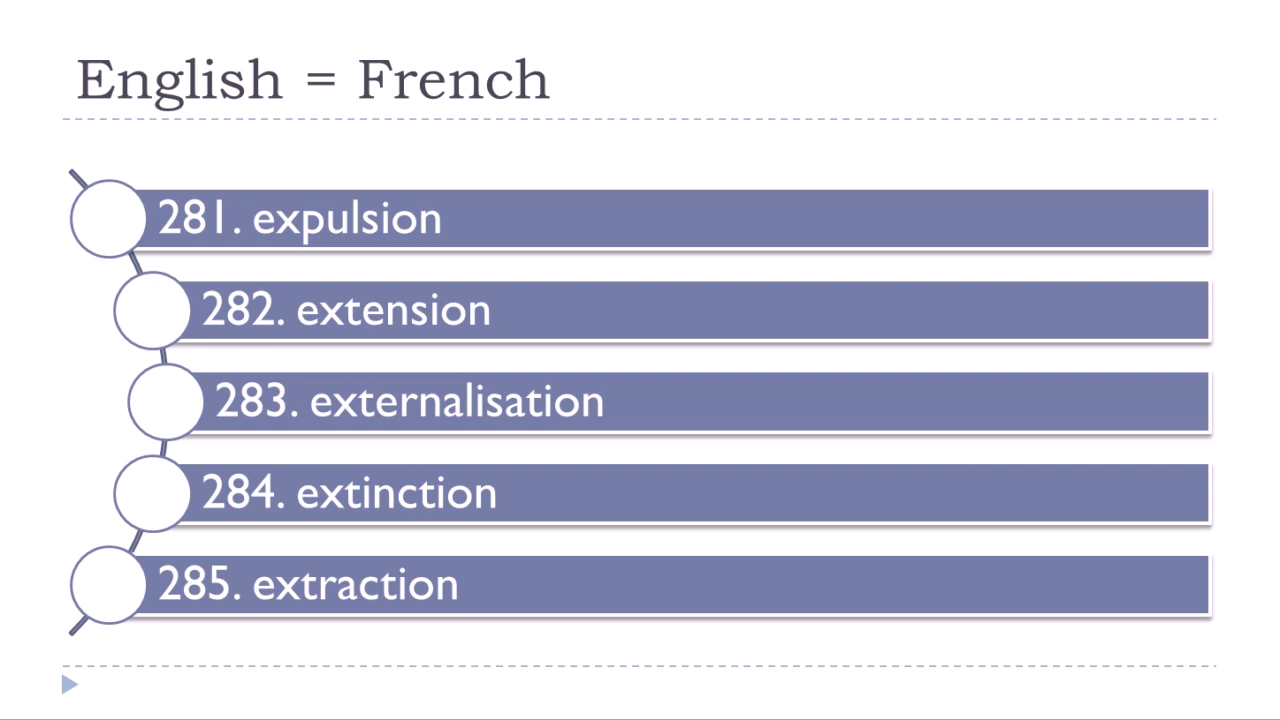 English = French
281. expulsion
282. extension
283. externalisation
284. extinction
285. extraction